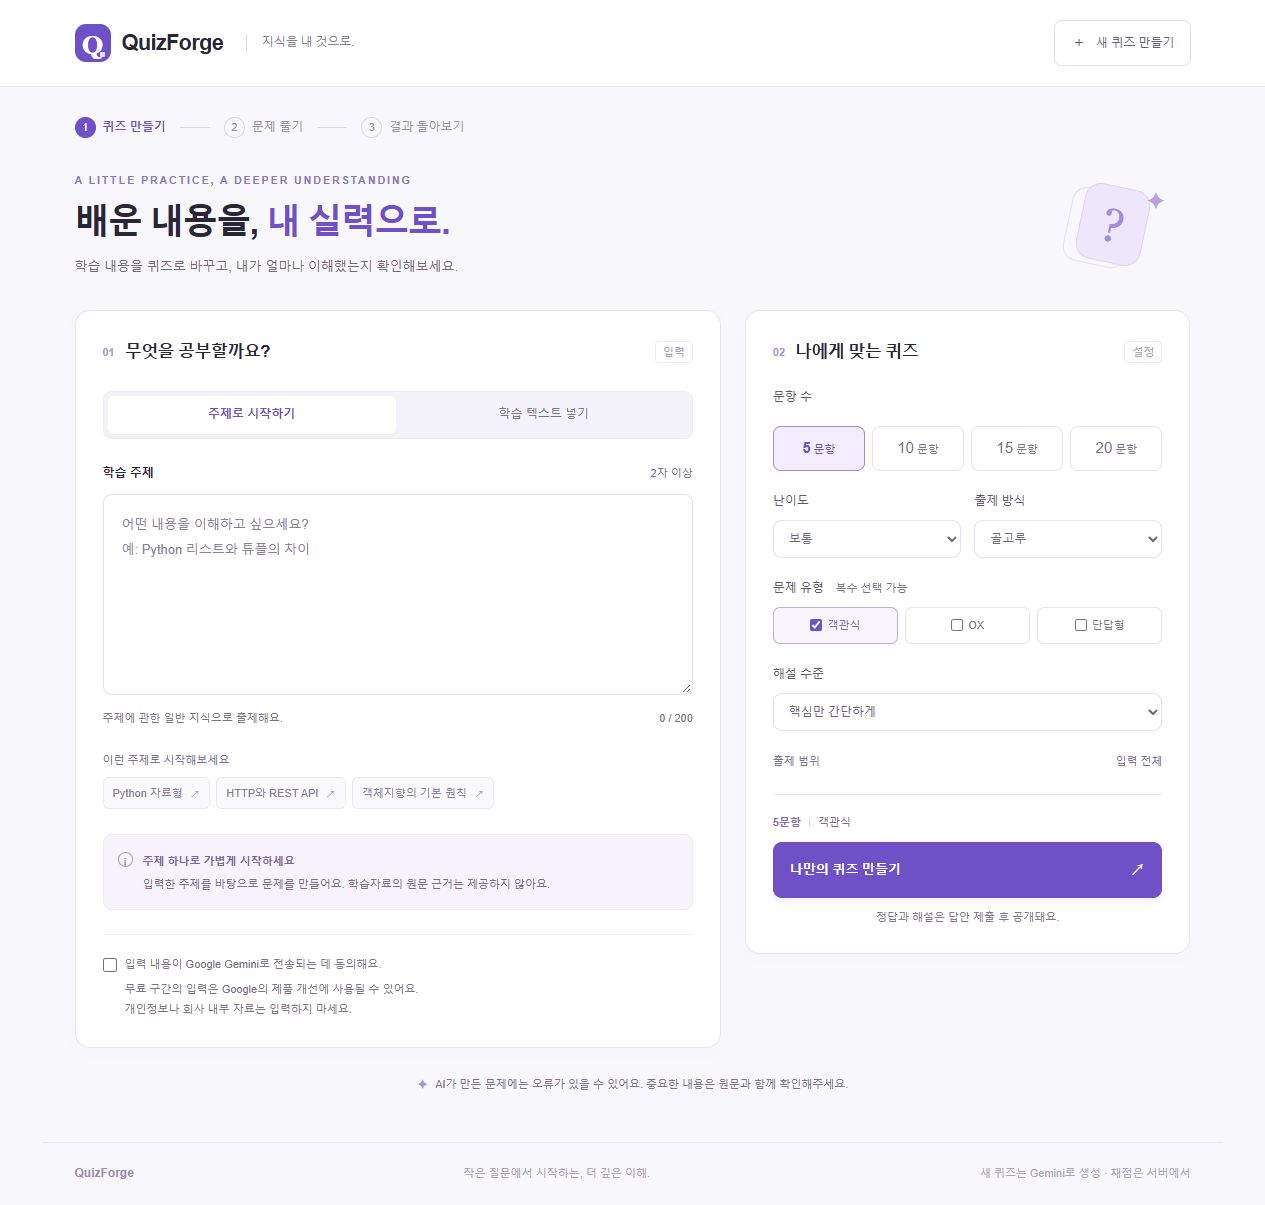 Q QuizForge 지식을 내 것으로. + 새 퀴즈 만들기
1 퀴즈 만들기 2 문제 풀기 3 결과 돌아보기
A LITTLE PRACTICE, A DEEPER UNDERSTANDING
배운 내용을, 내 실력으로.
학습 내용을 퀴즈로 바꾸고, 내가 얼마나 이해했는지 확인해보세요.
?
01 무엇을 공부할까요? 입력
주제로 시작하기 학습 텍스트 넣기
학습 주제 2자 이상
어떤 내용을 이해하고 싶으세요?
예: Python 리스트와 튜플의 차이
주제에 관한 일반 지식으로 출제해요. 0 / 200
이런 주제로 시작해보세요
Python 자료형 ↗ HTTP와 REST API ↗ 객체지향의 기본 원칙 ↗
주제 하나로 가볍게 시작하세요
입력한 주제를 바탕으로 문제를 만들어요. 학습자료의 원문 근거는 제공하지 않아요.
입력 내용이 Google Gemini로 전송되는 데 동의해요.
무료 구간의 입력은 Google의 제품 개선에 사용될 수 있어요.
개인정보나 회사 내부 자료는 입력하지 마세요.
02 나에게 맞는 퀴즈 설정
문항 수
5 문항 10 문항 15 문항 20 문항
난이도 출제 방식
보통 골고루
문제 유형 복수 선택 가능
객관식 OX 단답형
해설 수준
핵심만 간단하게
출제 범위 입력 전체
5문항 | 객관식
나만의 퀴즈 만들기 ↗
정답과 해설은 답안 제출 후 공개돼요.
✦ AI가 만든 문제에는 오류가 있을 수 있어요. 중요한 내용은 원문과 함께 확인해주세요.
QuizForge 작은 질문에서 시작하는, 더 깊은 이해. 새 퀴즈는 Gemini로 생성 · 채점은 서버에서